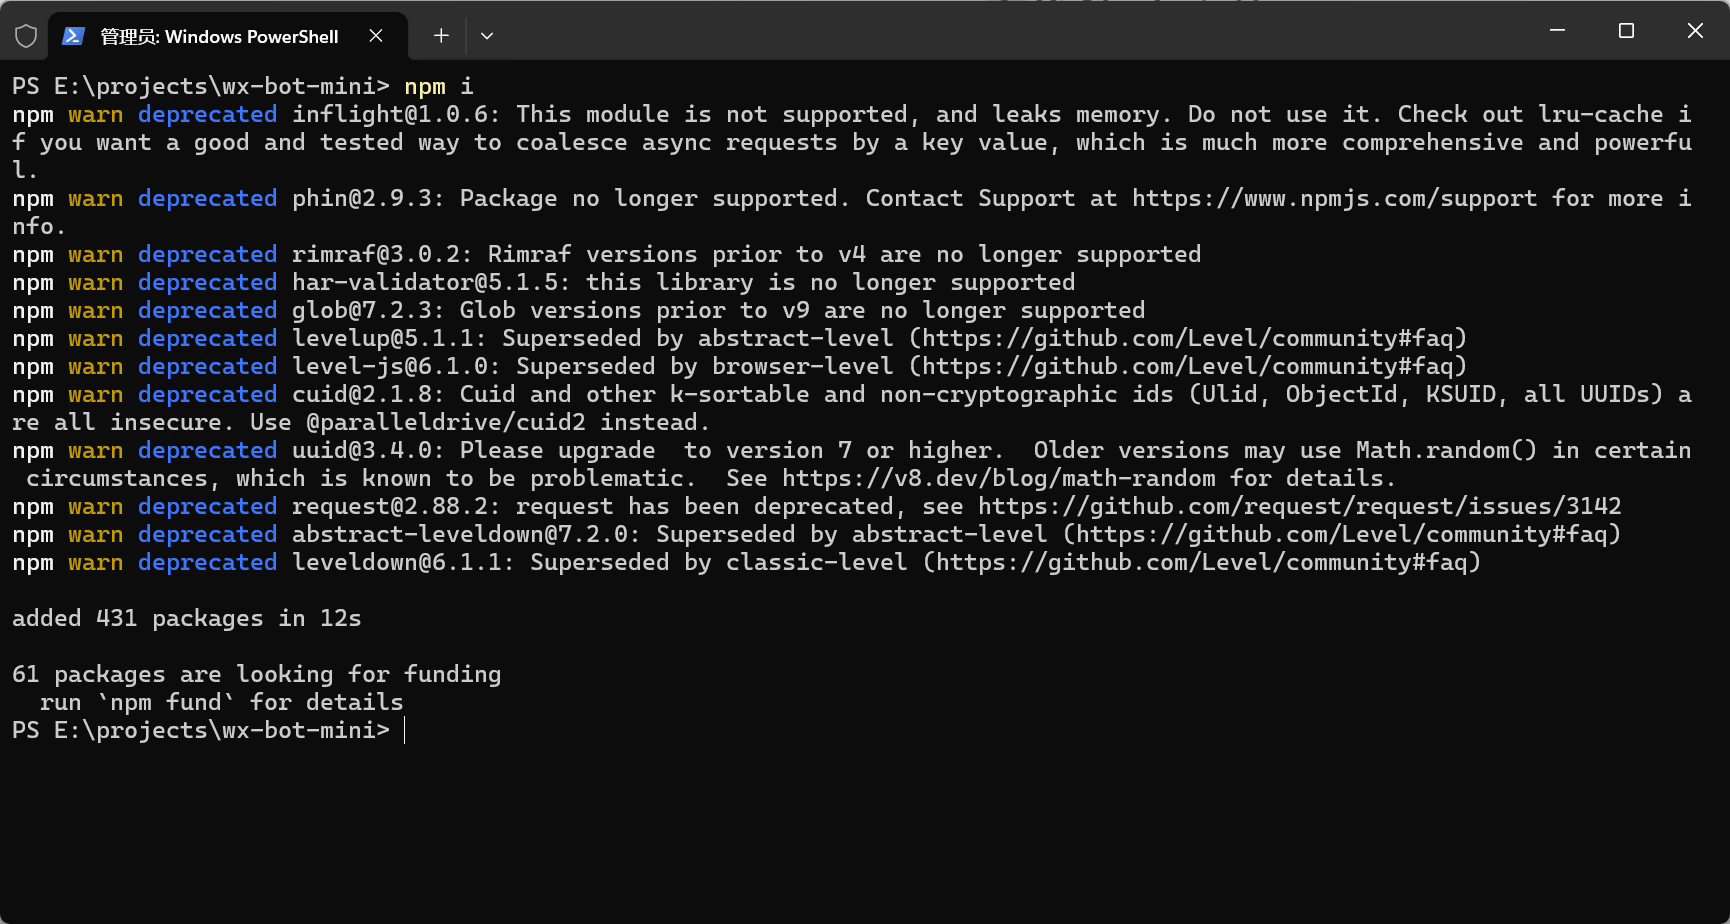 管理员: Windows PowerShell
PS E:\projects\wx-bot-mini> npm i
npm warn deprecated inflight@1.0.6: This module is not supported, and leaks memory. Do not use it. Check out lru-cache i
f you want a good and tested way to coalesce async requests by a key value, which is much more comprehensive and powerfu
l.
npm warn deprecated phin@2.9.3: Package no longer supported. Contact Support at https://www.npmjs.com/support for more i
nfo.
npm warn deprecated rimraf@3.0.2: Rimraf versions prior to v4 are no longer supported
npm warn deprecated har-validator@5.1.5: this library is no longer supported
npm warn deprecated glob@7.2.3: Glob versions prior to v9 are no longer supported
npm warn deprecated levelup@5.1.1: Superseded by abstract-level (https://github.com/Level/community#faq)
npm warn deprecated level-js@6.1.0: Superseded by browser-level (https://github.com/Level/community#faq)
npm warn deprecated cuid@2.1.8: Cuid and other k-sortable and non-cryptographic ids (Ulid, ObjectId, KSUID, all UUIDs) a
re all insecure. Use @paralleldrive/cuid2 instead.
npm warn deprecated uuid@3.4.0: Please upgrade  to version 7 or higher.  Older versions may use Math.random() in certain
 circumstances, which is known to be problematic.  See https://v8.dev/blog/math-random for details.
npm warn deprecated request@2.88.2: request has been deprecated, see https://github.com/request/request/issues/3142
npm warn deprecated abstract-leveldown@7.2.0: Superseded by abstract-level (https://github.com/Level/community#faq)
npm warn deprecated leveldown@6.1.1: Superseded by classic-level (https://github.com/Level/community#faq)
added 431 packages in 12s
61 packages are looking for funding
  run `npm fund` for details
PS E:\projects\wx-bot-mini>